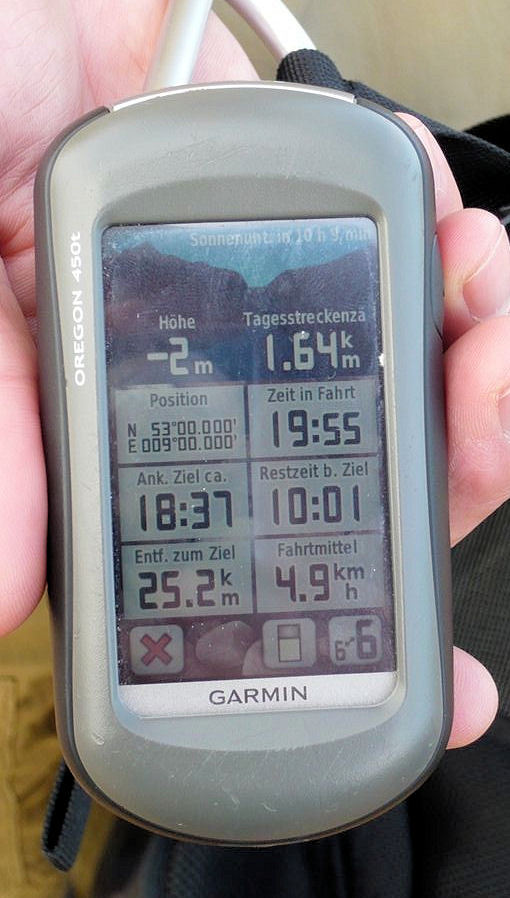 OREGON 450t
Sonnenunt. in 10 h 9 min
Höhe
-2 m
Tagesstreckenzä
1.64 km
Position
N 53°00.000'
E 009°00.000'
Zeit in Fahrt
19:55
Ank. Ziel ca.
18:37
Restzeit b. Ziel
10:01
Entf. zum Ziel
25.2 km
Fahrtmittel
4.9 km h
6 6
GARMIN